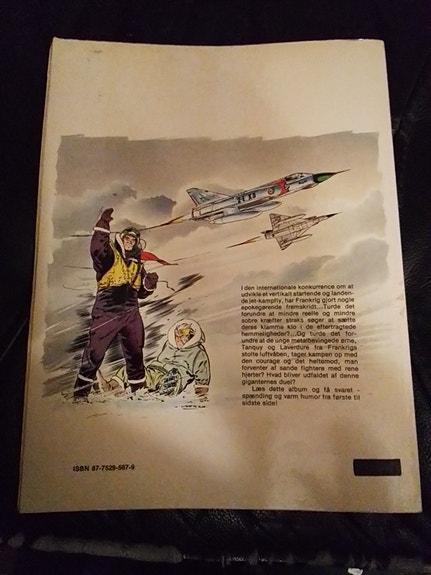 I den internationale konkurrence om at
udvikle et vertikalt startende og landen-
de jet-kampfly, har Frankrig gjort nogle
epokegørende fremskridt...Turde det
forundre at mindre reelle og mindre
sobre kræfter straks søger at sætte
deres klamme klo i de eftertragtede
hemmeligheder?...Og turde det for-
undre at de unge metalbevingede ørne,
Tanguy og Laverdure fra Frankrigs
stolte luftvåben, tager kampen op med
den courage og det heltemod, man
forventer af sande fightere med rene
hjerter? Hvad bliver udfaldet af denne
giganternes duel?
Læs dette album og få svaret -
spænding og varm humor fra første til
sidste side!
ISBN 87-7529-567-9